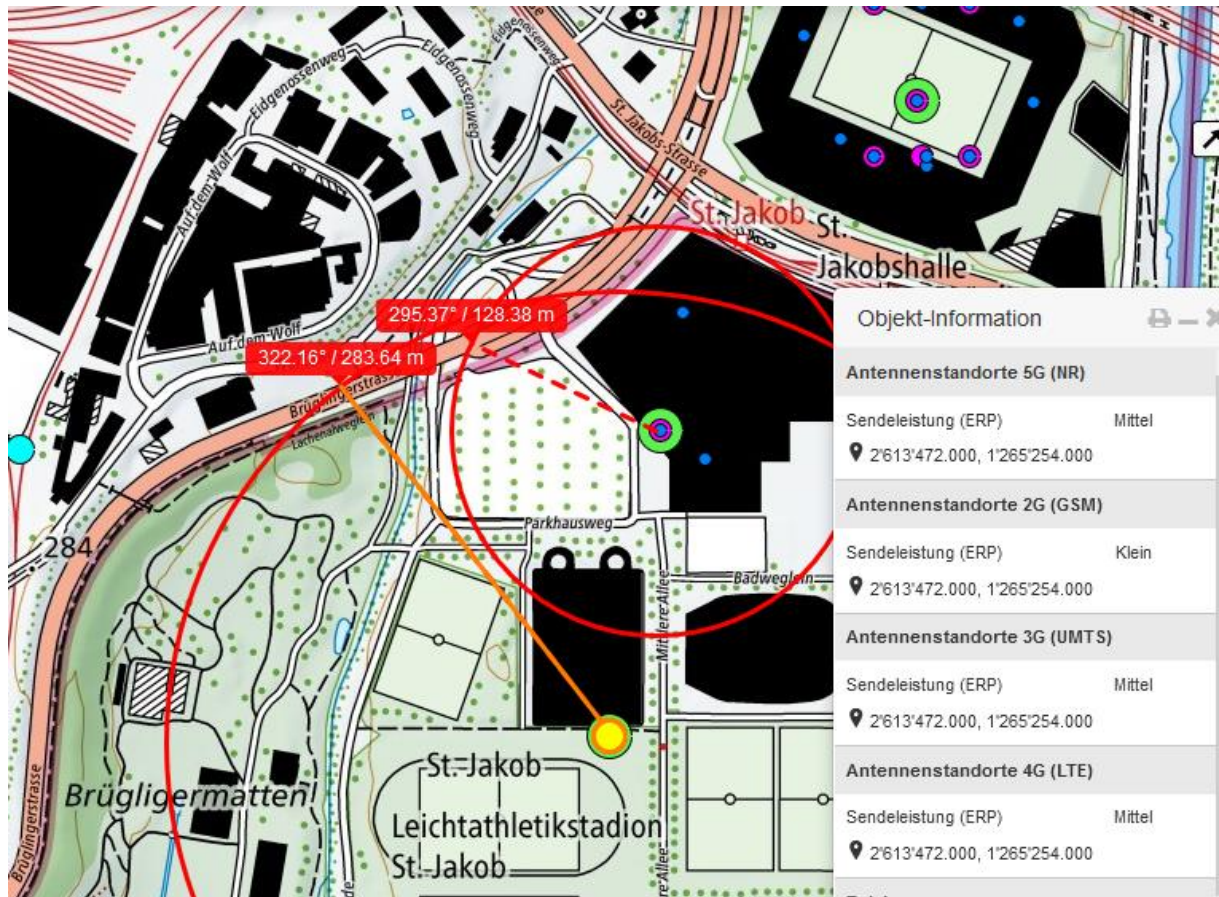 Eidgenossenweg
Eidgenossenweg
Eidgenossenweg
Auf dem Wolf
St. Jakobs-Strasse
St. Jakob
St.
Jakobshalle
295.37° / 128.38 m
322.16° / 283.64 m
Auf dem Wolf
Brüglingerstrasse
Lachenalweglein
284
Parkhausweg
Badweglein
Mittlere Allee
St.-Jakob
Brügligermatten
Leichtathletikstadion
St.-Jakob
Brüglingerstrasse
Objekt-Information
Antennenstandorte 5G (NR)
Sendeleistung (ERP) Mittel
2'613'472.000, 1'265'254.000
Antennenstandorte 2G (GSM)
Sendeleistung (ERP) Klein
2'613'472.000, 1'265'254.000
Antennenstandorte 3G (UMTS)
Sendeleistung (ERP) Mittel
2'613'472.000, 1'265'254.000
Antennenstandorte 4G (LTE)
Sendeleistung (ERP) Mittel
2'613'472.000, 1'265'254.000